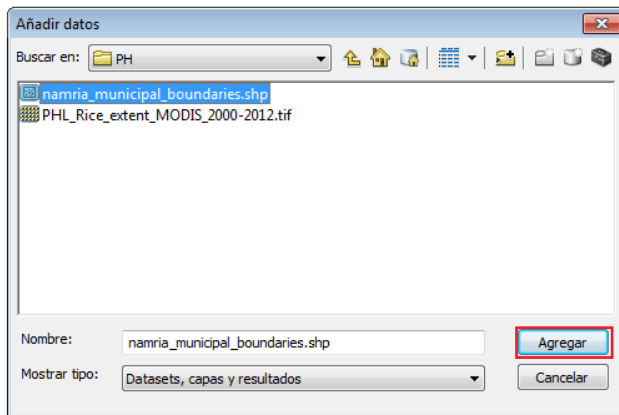 Añadir datos
Buscar en: PH
namria_municipal_boundaries.shp
PHL_Rice_extent_MODIS_2000-2012.tif
Nombre: namria_municipal_boundaries.shp Agregar
Mostrar tipo: Datasets, capas y resultados Cancelar